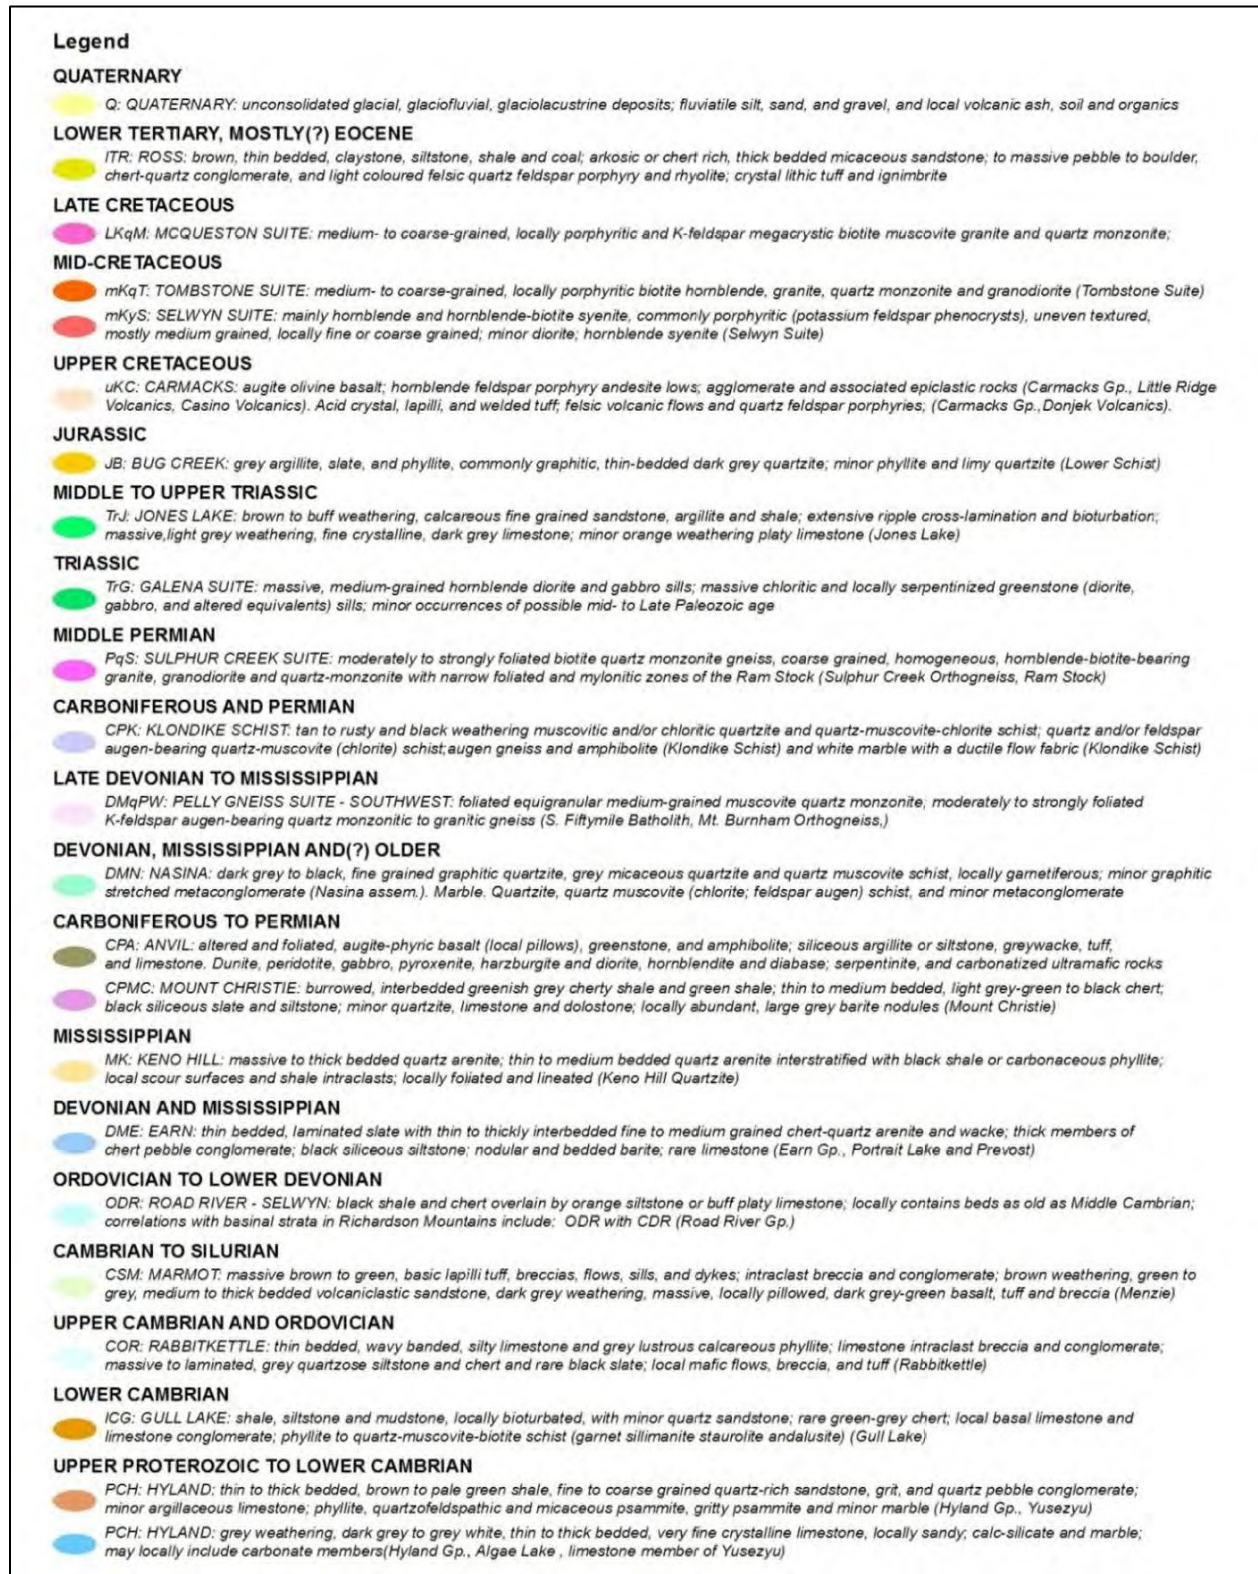 Legend
QUATERNARY
Q: QUATERNARY: unconsolidated glacial, glaciofluvial, glaciolacustrine deposits; fluviatile silt, sand, and gravel, and local volcanic ash, soil and organics
LOWER TERTIARY, MOSTLY(?) EOCENE
lTR: ROSS: brown, thin bedded, claystone, siltstone, shale and coal; arkosic or chert rich, thick bedded micaceous sandstone; to massive pebble to boulder,
chert-quartz conglomerate, and light coloured felsic quartz feldspar porphyry and rhyolite; crystal lithic tuff and ignimbrite
LATE CRETACEOUS
LKqM: MCQUESTON SUITE: medium- to coarse-grained, locally porphyritic and K-feldspar megacrystic biotite muscovite granite and quartz monzonite;
MID-CRETACEOUS
mKqT: TOMBSTONE SUITE: medium- to coarse-grained, locally porphyritic biotite hornblende, granite, quartz monzonite and granodiorite (Tombstone Suite)
mKyS: SELWYN SUITE: mainly hornblende and hornblende-biotite syenite, commonly porphyritic (potassium feldspar phenocrysts), uneven textured,
mostly medium grained, locally fine or coarse grained; minor diorite; hornblende syenite (Selwyn Suite)
UPPER CRETACEOUS
uKC: CARMACKS: augite olivine basalt; hornblende feldspar porphyry andesite lows; agglomerate and associated epiclastic rocks (Carmacks Gp., Little Ridge
Volcanics, Casino Volcanics). Acid crystal, lapilli, and welded tuff; felsic volcanic flows and quartz feldspar porphyries; (Carmacks Gp.,Donjek Volcanics).
JURASSIC
JB: BUG CREEK: grey argillite, slate, and phyllite, commonly graphitic, thin-bedded dark grey quartzite; minor phyllite and limy quartzite (Lower Schist)
MIDDLE TO UPPER TRIASSIC
TrJ: JONES LAKE: brown to buff weathering, calcareous fine grained sandstone, argillite and shale; extensive ripple cross-lamination and bioturbation;
massive,light grey weathering, fine crystalline, dark grey limestone; minor orange weathering platy limestone (Jones Lake)
TRIASSIC
TrG: GALENA SUITE: massive, medium-grained hornblende diorite and gabbro sills; massive chloritic and locally serpentinized greenstone (diorite,
gabbro, and altered equivalents) sills; minor occurrences of possible mid- to Late Paleozoic age
MIDDLE PERMIAN
PqS: SULPHUR CREEK SUITE: moderately to strongly foliated biotite quartz monzonite gneiss, coarse grained, homogeneous, hornblende-biotite-bearing
granite, granodiorite and quartz-monzonite with narrow foliated and mylonitic zones of the Ram Stock (Sulphur Creek Orthogneiss, Ram Stock)
CARBONIFEROUS AND PERMIAN
CPK: KLONDIKE SCHIST: tan to rusty and black weathering muscovitic and/or chloritic quartzite and quartz-muscovite-chlorite schist; quartz and/or feldspar
augen-bearing quartz-muscovite (chlorite) schist;augen gneiss and amphibolite (Klondike Schist) and white marble with a ductile flow fabric (Klondike Schist)
LATE DEVONIAN TO MISSISSIPPIAN
DMqPW: PELLY GNEISS SUITE - SOUTHWEST: foliated equigranular medium-grained muscovite quartz monzonite; moderately to strongly foliated
K-feldspar augen-bearing quartz monzonitic to granitic gneiss (S. Fiftymile Batholith, Mt. Burnham Orthogneiss,)
DEVONIAN, MISSISSIPPIAN AND(?) OLDER
DMN: NASINA: dark grey to black, fine grained graphitic quartzite, grey micaceous quartzite and quartz muscovite schist, locally garnetiferous; minor graphitic
stretched metaconglomerate (Nasina assem.). Marble. Quartzite, quartz muscovite (chlorite; feldspar augen) schist, and minor metaconglomerate
CARBONIFEROUS TO PERMIAN
CPA: ANVIL: altered and foliated, augite-phyric basalt (local pillows), greenstone, and amphibolite; siliceous argillite or siltstone, greywacke, tuff,
and limestone. Dunite, peridotite, gabbro, pyroxenite, harzburgite and diorite, hornblendite and diabase; serpentinite, and carbonatized ultramafic rocks
CPMC: MOUNT CHRISTIE: burrowed, interbedded greenish grey cherty shale and green shale; thin to medium bedded, light grey-green to black chert;
black siliceous slate and siltstone; minor quartzite, limestone and dolostone; locally abundant, large grey barite nodules (Mount Christie)
MISSISSIPPIAN
MK: KENO HILL: massive to thick bedded quartz arenite; thin to medium bedded quartz arenite interstratified with black shale or carbonaceous phyllite;
local scour surfaces and shale intraclasts; locally foliated and lineated (Keno Hill Quartzite)
DEVONIAN AND MISSISSIPPIAN
DME: EARN: thin bedded, laminated slate with thin to thickly interbedded fine to medium grained chert-quartz arenite and wacke; thick members of
chert pebble conglomerate; black siliceous siltstone; nodular and bedded barite; rare limestone (Earn Gp., Portrait Lake and Prevost)
ORDOVICIAN TO LOWER DEVONIAN
ODR: ROAD RIVER - SELWYN: black shale and chert overlain by orange siltstone or buff platy limestone; locally contains beds as old as Middle Cambrian;
correlations with basinal strata in Richardson Mountains include: ODR with CDR (Road River Gp.)
CAMBRIAN TO SILURIAN
CSM: MARMOT: massive brown to green, basic lapilli tuff, breccias, flows, sills, and dykes; intraclast breccia and conglomerate; brown weathering, green to
grey, medium to thick bedded volcaniclastic sandstone, dark grey weathering, massive, locally pillowed, dark grey-green basalt, tuff and breccia (Menzie)
UPPER CAMBRIAN AND ORDOVICIAN
COR: RABBITKETTLE: thin bedded, wavy banded, silty limestone and grey lustrous calcareous phyllite; limestone intraclast breccia and conglomerate;
massive to laminated, grey quartzose siltstone and chert and rare black slate; local mafic flows, breccia, and tuff (Rabbitkettle)
LOWER CAMBRIAN
lCG: GULL LAKE: shale, siltstone and mudstone, locally bioturbated, with minor quartz sandstone; rare green-grey chert; local basal limestone and
limestone conglomerate; phyllite to quartz-muscovite-biotite schist (garnet sillimanite staurolite andalusite) (Gull Lake)
UPPER PROTEROZOIC TO LOWER CAMBRIAN
PCH: HYLAND: thin to thick bedded, brown to pale green shale, fine to coarse grained quartz-rich sandstone, grit, and quartz pebble conglomerate;
minor argillaceous limestone; phyllite, quartzofeldspathic and micaceous psammite, gritty psammite and minor marble (Hyland Gp., Yusezyu)
PCH: HYLAND: grey weathering, dark grey to grey white, thin to thick bedded, very fine crystalline limestone, locally sandy; calc-silicate and marble;
may locally include carbonate members(Hyland Gp., Algae Lake , limestone member of Yusezyu)